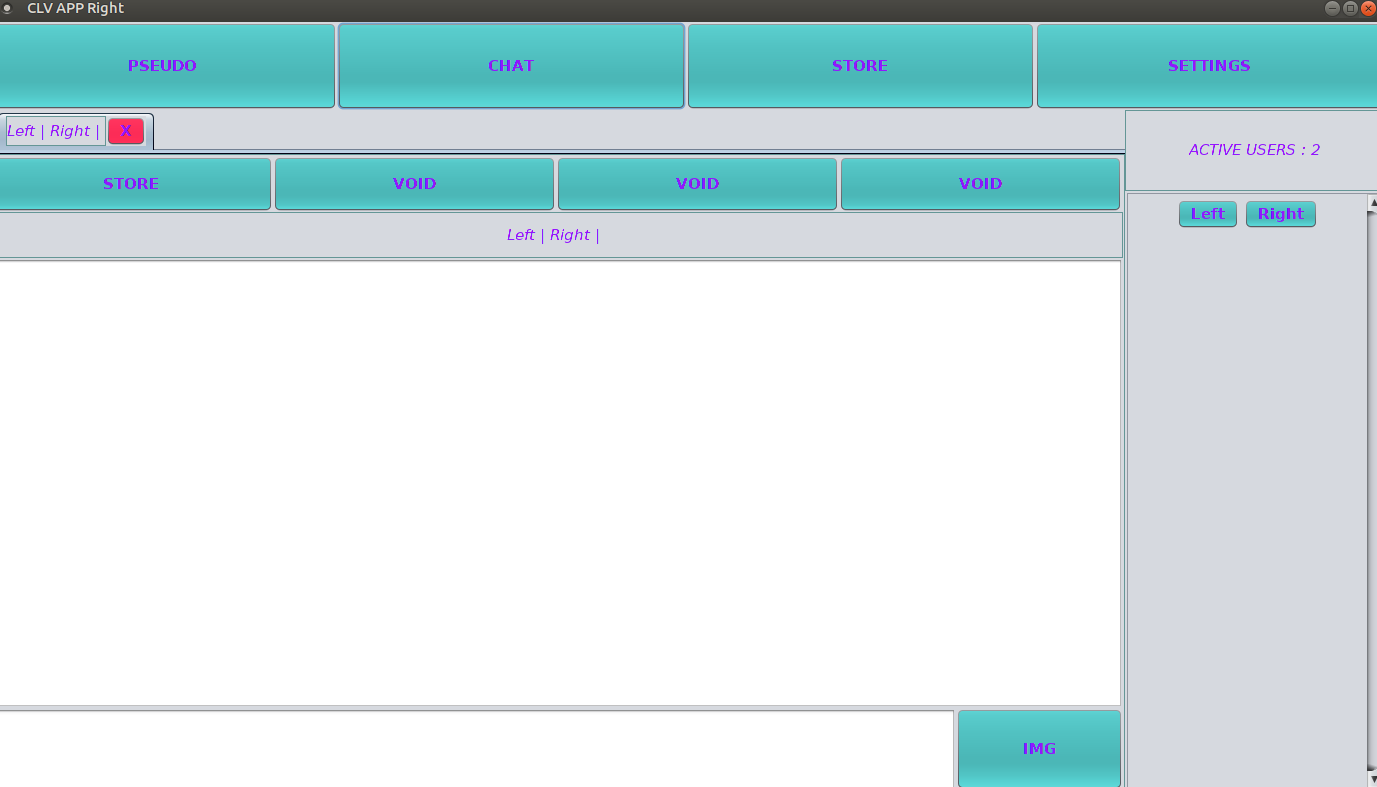 CLV APP Right
PSEUDO CHAT STORE SETTINGS
Left | Right | X
ACTIVE USERS : 2
STORE VOID VOID VOID
Left Right
Left | Right |
IMG